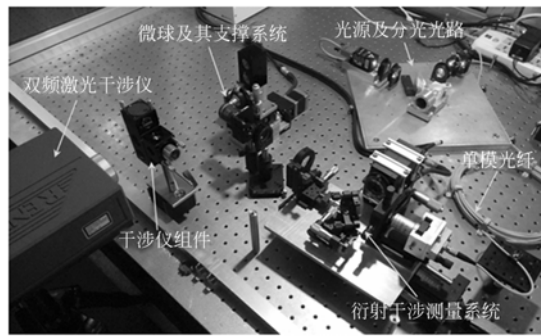 微球及其支撑系统
光源及分光光路
双频激光干涉仪
单模光纤
干涉仪组件
衍射干涉测量系统